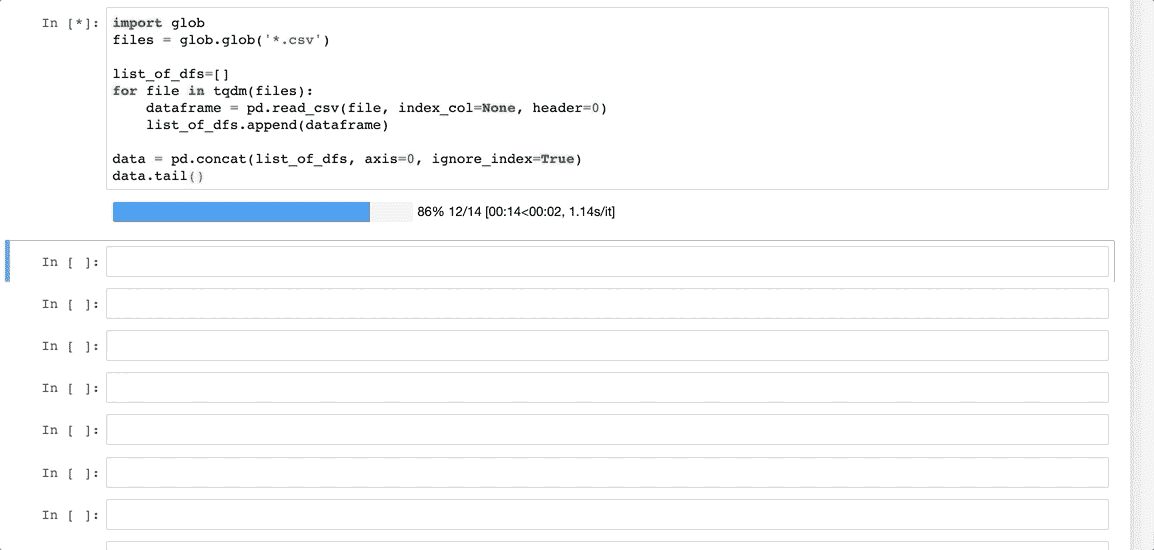 In [*]: import glob
files = glob.glob('*.csv')
list_of_dfs=[]
for file in tqdm(files):
    dataframe = pd.read_csv(file, index_col=None, header=0)
    list_of_dfs.append(dataframe)
data = pd.concat(list_of_dfs, axis=0, ignore_index=True)
data.tail()
86% 12/14 [00:14<00:02, 1.14s/it]
In [ ]:
In [ ]:
In [ ]:
In [ ]:
In [ ]:
In [ ]:
In [ ]: